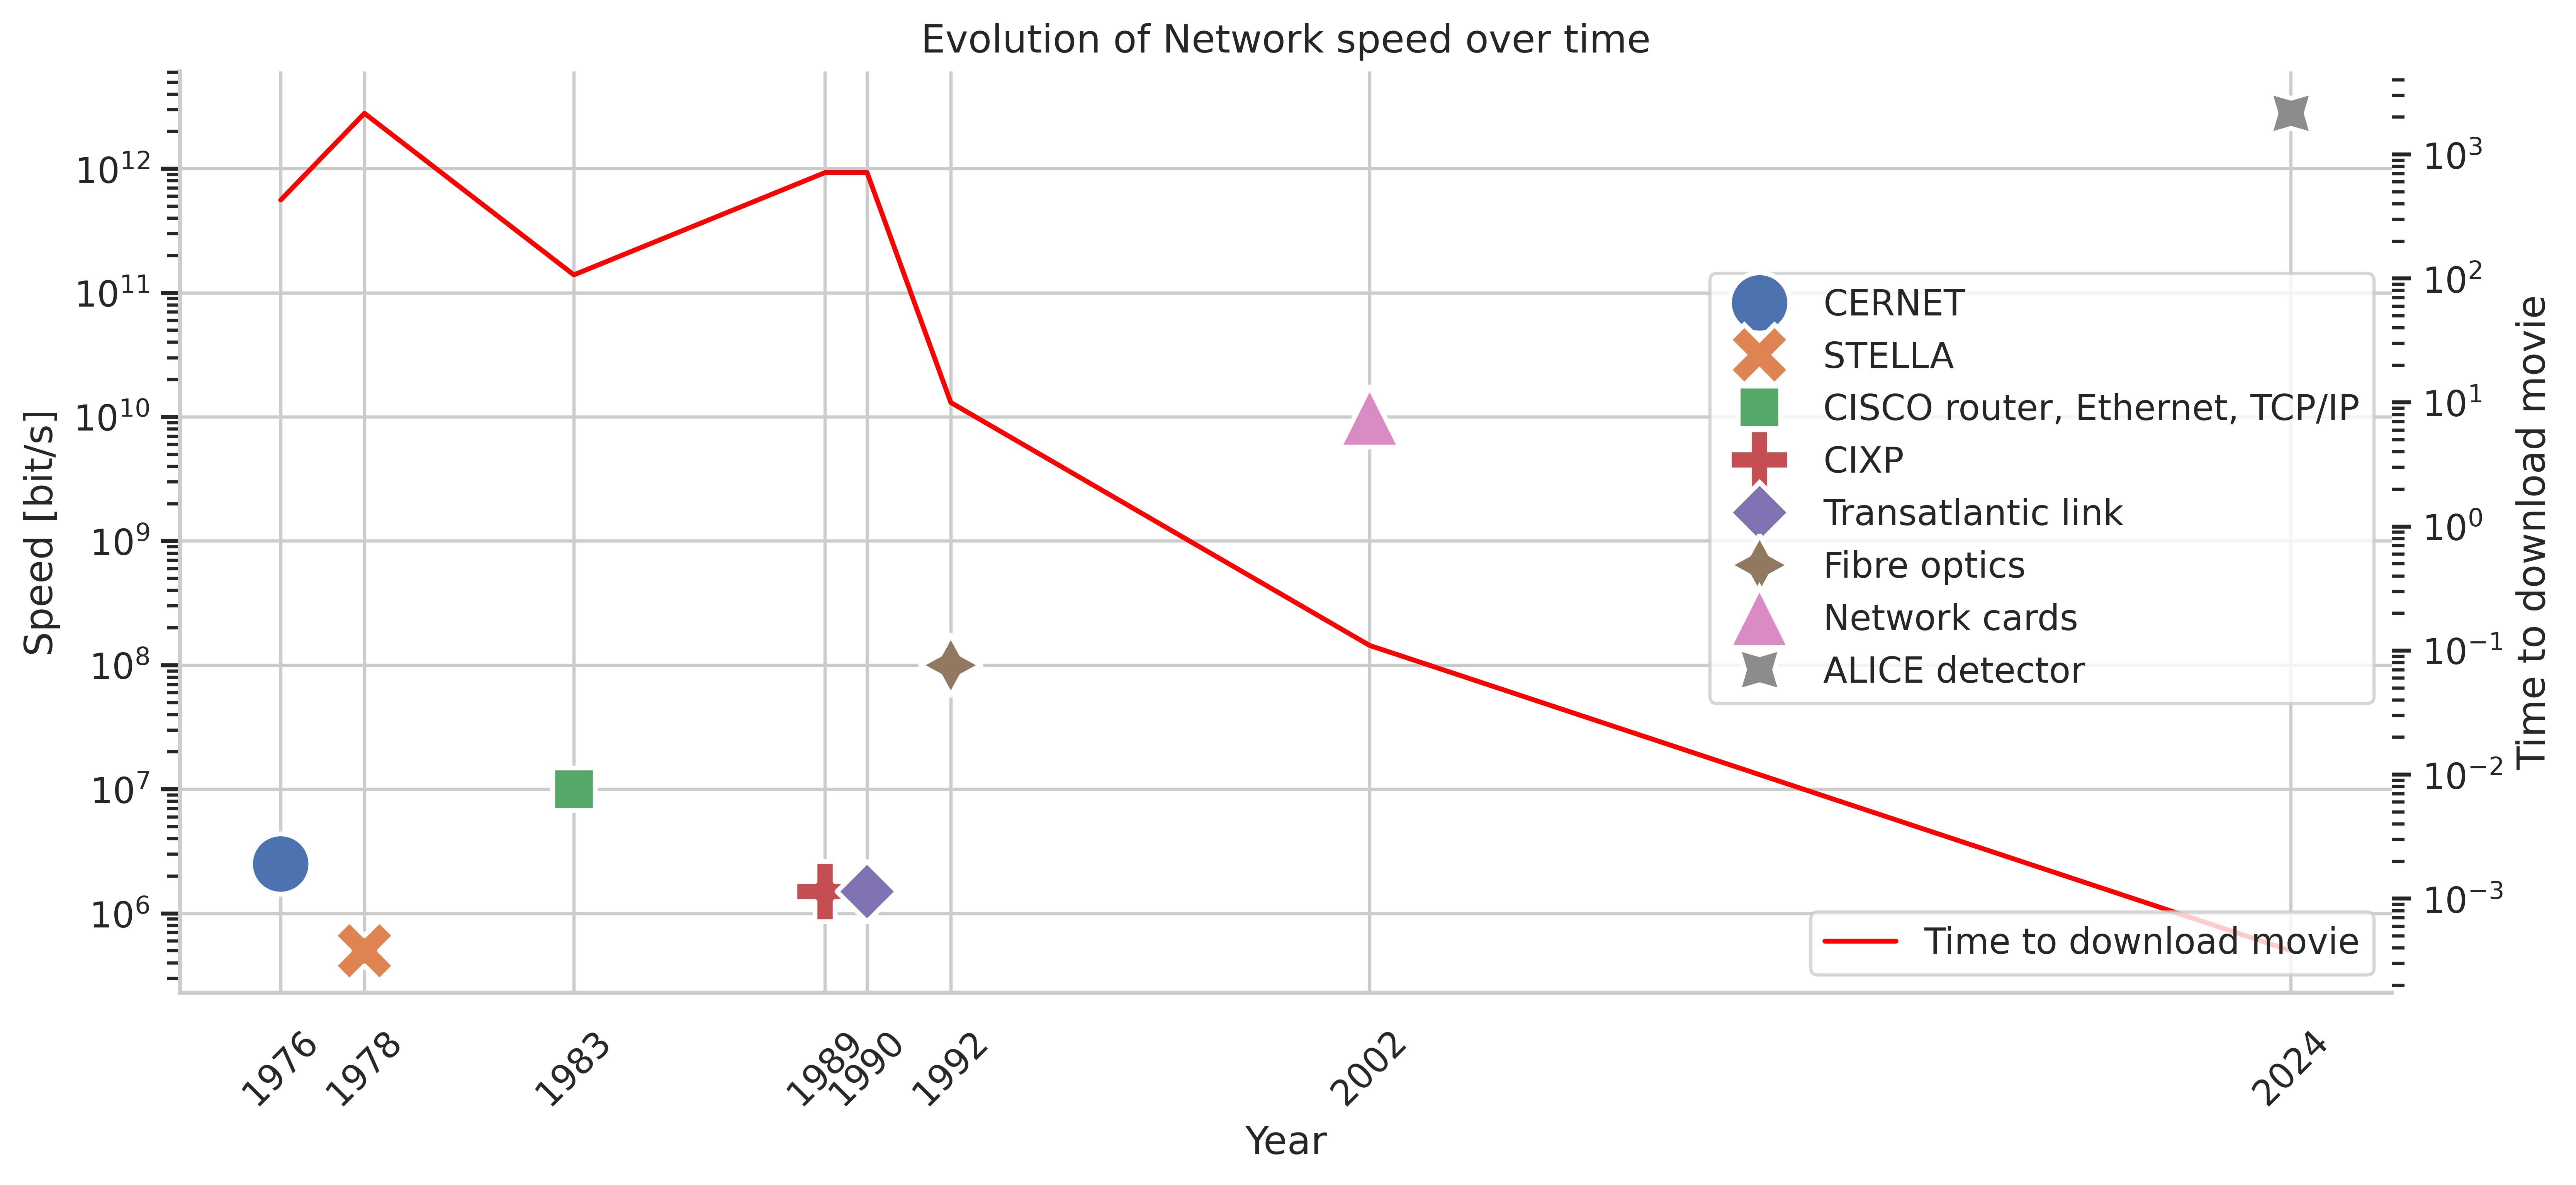 Evolution of Network speed over time
Speed [bit/s]
10^12
10^11
10^10
10^9
10^8
10^7
10^6
10^3
10^2
10^1
10^0
10^−1
10^−2
10^−3
Time to download movie
CERNET
STELLA
CISCO router, Ethernet, TCP/IP
CIXP
Transatlantic link
Fibre optics
Network cards
ALICE detector
Time to download movie
1976
1978
1983
1989
1990
1992
2002
2024
Year